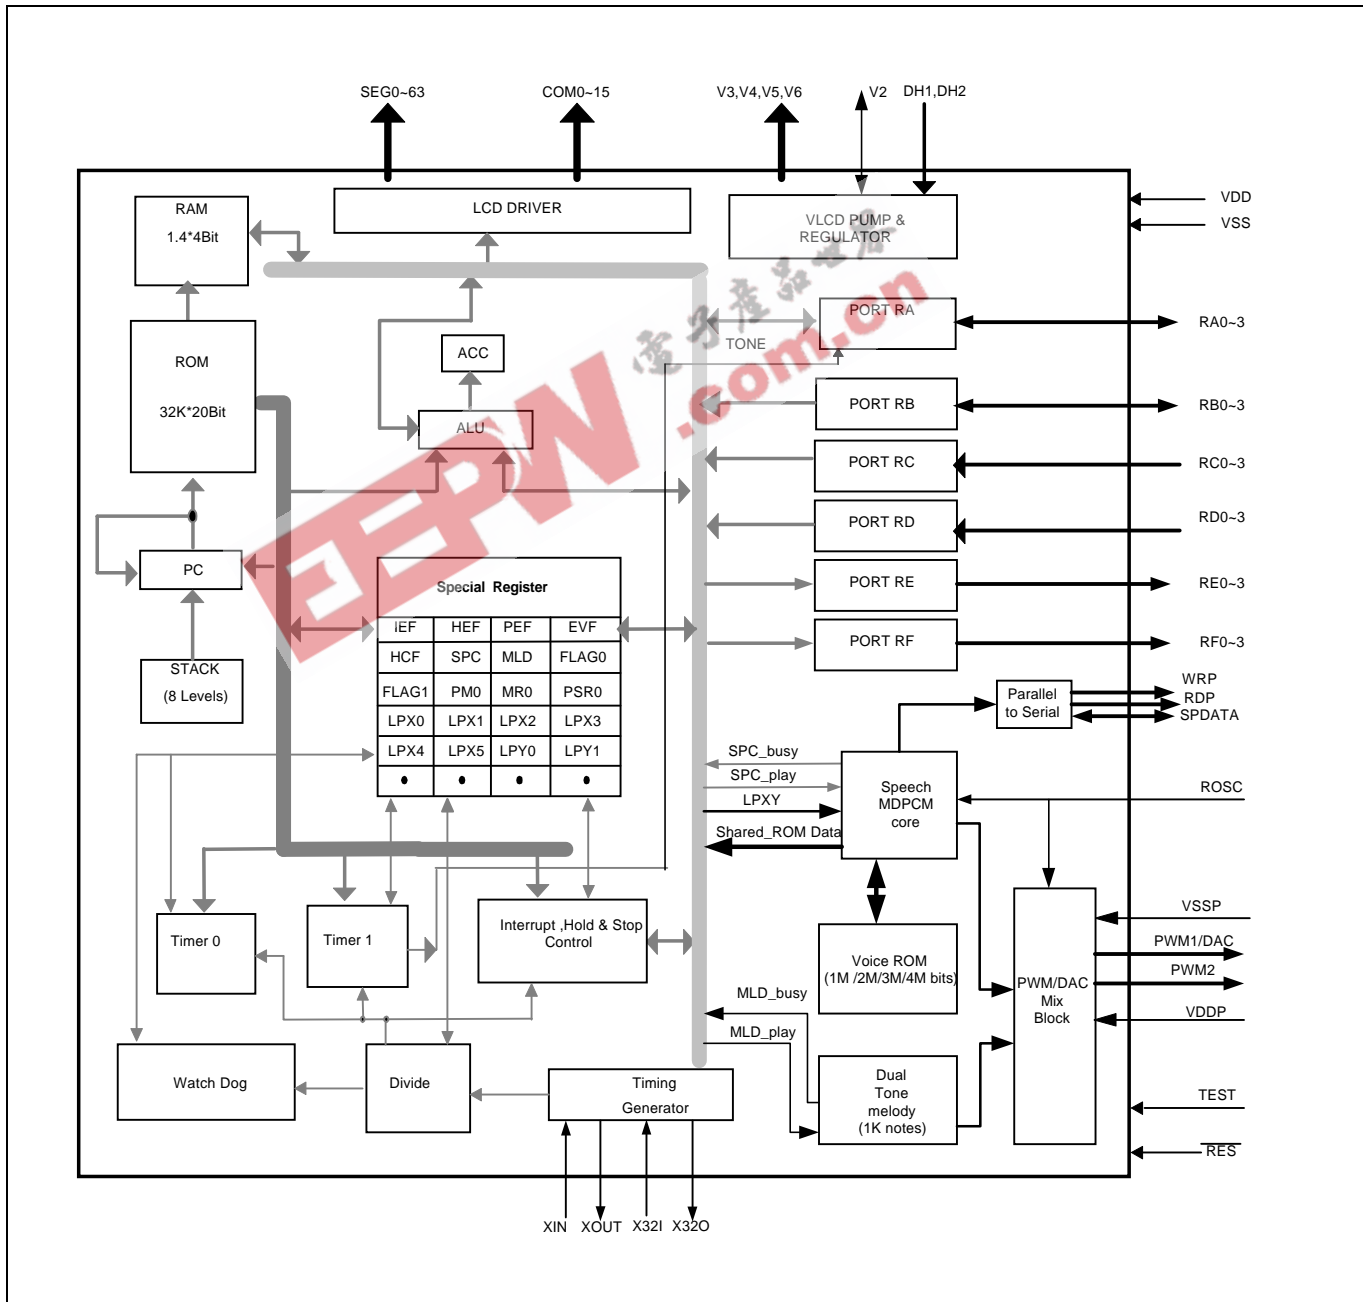 SEG0~63
COM0~15
V3,V4,V5,V6
V2
DH1,DH2
RAM
1.4*4Bit
LCD DRIVER
VLCD PUMP &
REGULATOR
VDD
VSS
ROM
32K*20Bit
ACC
ALU
TONE
PORT RA
RA0~3
PORT RB
RB0~3
PORT RC
RC0~3
PORT RD
RD0~3
PORT RE
RE0~3
PORT RF
RF0~3
電子產品世界
.com.cn
EEPW
PC
STACK
(8 Levels)
Special Register
IEF HEF PEF EVF
HCF SPC MLD FLAG0
FLAG1 PM0 MR0 PSR0
LPX0 LPX1 LPX2 LPX3
LPX4 LPX5 LPY0 LPY1
Parallel
to Serial
WRP
RDP
SPDATA
SPC_busy
SPC_play
LPXY
Shared_ROM Data
Speech
MDPCM
core
ROSC
Timer 0
Timer 1
Interrupt ,Hold & Stop
Control
Voice ROM
(1M /2M/3M/4M bits)
VSSP
PWM1/DAC
PWM2
VDDP
PWM/DAC
Mix
Block
MLD_busy
MLD_play
Watch Dog
Divide
Timing
Generator
Dual
Tone
melody
(1K notes)
TEST
RES
XIN
XOUT
X32I
X32O